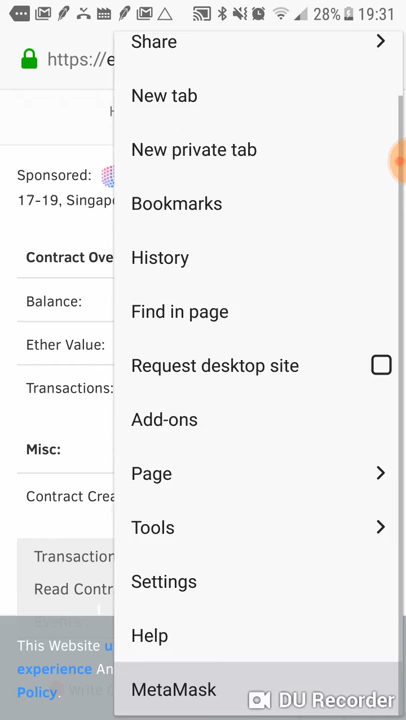 28% 19:31
https://e
Share
New tab
New private tab
Bookmarks
History
Find in page
Request desktop site
Add-ons
Page
Tools
Settings
Help
MetaMask
Sponsored:
17-19, Singap
Contract Ove
Balance:
Ether Value:
Transactions:
Misc:
Contract Crea
Transaction
Read Contr
Events
This Website u
experience An
Policy.
DU Recorder